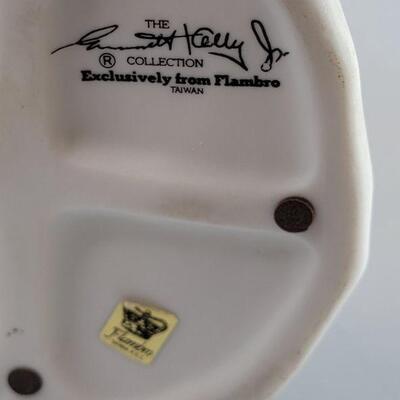 THE
Emmett Kelly Jr.
® COLLECTION
Exclusively from Flambro
TAIWAN
Flambro